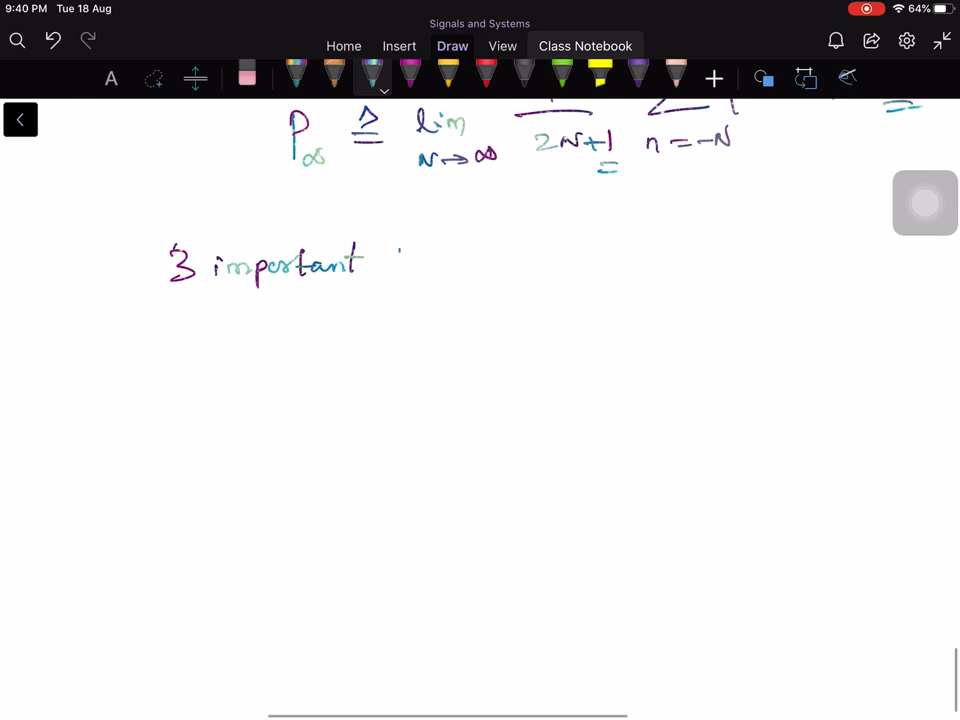 9:40 PM Tue 18 Aug
Signals and Systems
64%
Home Insert Draw View Class Notebook
A
P∞ ≜ lim N→∞ 2N+1 n=-N
3 important